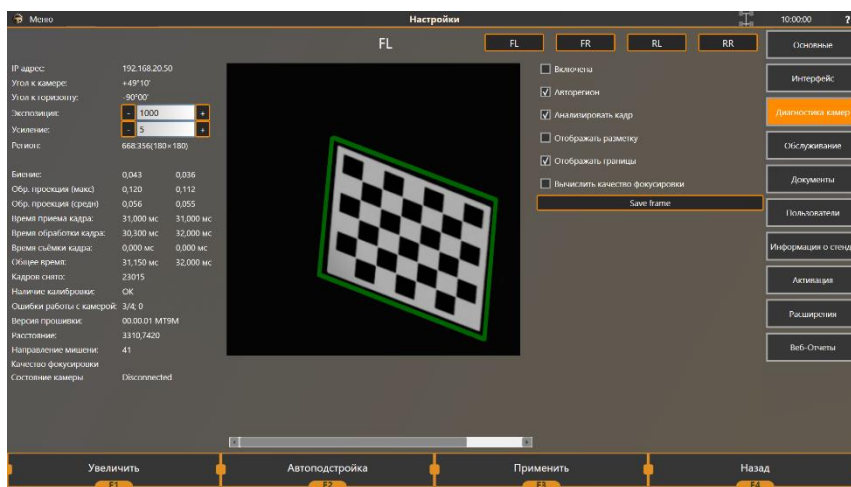 Меню Настройки 10:00:00 ?
FL FL FR RL RR Основные
IP адрес: 192.168.20.50 Включена
Угол к камере: +49°10' Авторегион Интерфейс
Угол к горизонту: -90°00'
Экспозиция: - 1000 + Анализировать кадр Диагностика камер
Усиление: - 5 + Отображать разметку
Регион: 668:356(180×180) Отображать границы Обслуживание
Биение: 0,043 0,036 Вычислить качество фокусировки Документы
Обр. проекция (макс) 0,120 0,112 Save frame
Обр. проекция (средн) 0,056 0,055 Пользователи
Время приема кадра: 31,000 мс 31,000 мс
Время обработки кадра: 30,300 мс 32,000 мс
Время съёмки кадра: 0,000 мс 0,000 мс Информация о стенд
Общее время: 31,150 мс 32,000 мс
Кадров снято: 23015 Активация
Наличие калибровки: OK
Ошибки работы с камерой: 3/4; 0 Расширения
Версия прошивки: 00.00.01 MT9M
Расстояние: 3310,7420
Направление мишени: 41 Веб-Отчеты
Качество фокусировки
Состояние камеры Disconnected
Увеличить Автоподстройка Применить Назад
F1 F2 F3 F4